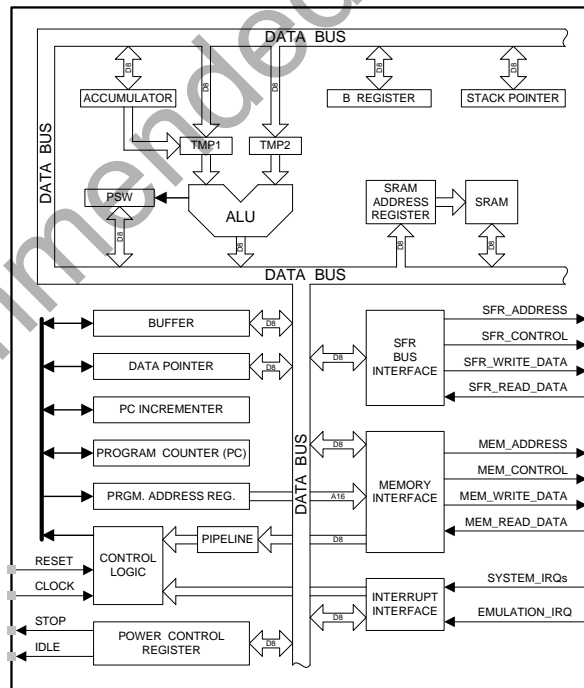 DATA BUS
D8
D8
D8
D8
D8
ACCUMULATOR
B REGISTER
STACK POINTER
DATA BUS
TMP1
TMP2
PSW
ALU
SRAM
ADDRESS
REGISTER
SRAM
D8
D8
D8
D8
DATA BUS
BUFFER
D8
DATA POINTER
D8
PC INCREMENTER
PROGRAM COUNTER (PC)
PRGM. ADDRESS REG.
A16
DATA BUS
D8
SFR
BUS
INTERFACE
SFR_ADDRESS
SFR_CONTROL
SFR_WRITE_DATA
SFR_READ_DATA
D8
MEMORY
INTERFACE
MEM_ADDRESS
MEM_CONTROL
MEM_WRITE_DATA
MEM_READ_DATA
RESET
CLOCK
CONTROL
LOGIC
PIPELINE
D8
INTERRUPT
INTERFACE
SYSTEM_IRQs
EMULATION_IRQ
D8
STOP
IDLE
POWER CONTROL
REGISTER
D8
mmended